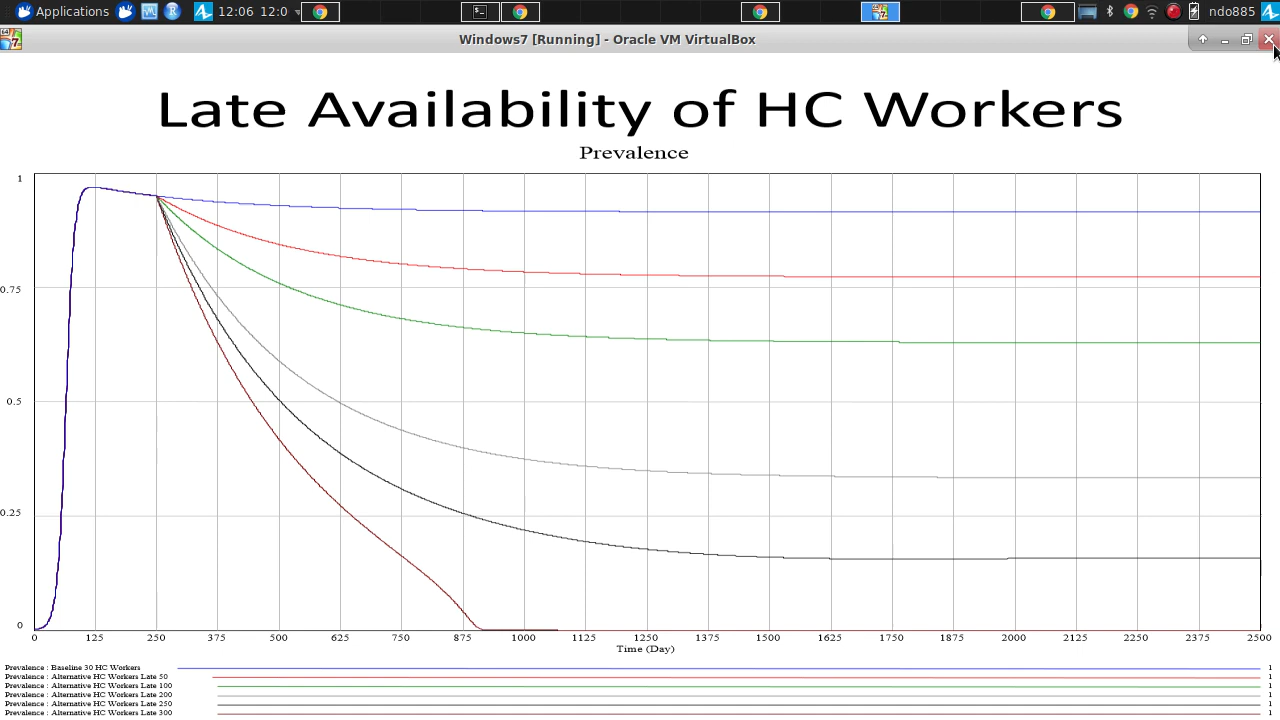 Applications 12:06 12:0 ndo885
Windows7 [Running] - Oracle VM VirtualBox
Late Availability of HC Workers
Prevalence
1
0.75
0.5
0.25
0
0 125 250 375 500 625 750 875 1000 1125 1250 1375 1500 1625 1750 1875 2000 2125 2250 2375 2500
Time (Day)
Prevalence : Baseline 30 HC Workers 1
Prevalence : Alternative HC Workers Late 50 1
Prevalence : Alternative HC Workers Late 100 1
Prevalence : Alternative HC Workers Late 200 1
Prevalence : Alternative HC Workers Late 250 1
Prevalence : Alternative HC Workers Late 300 1